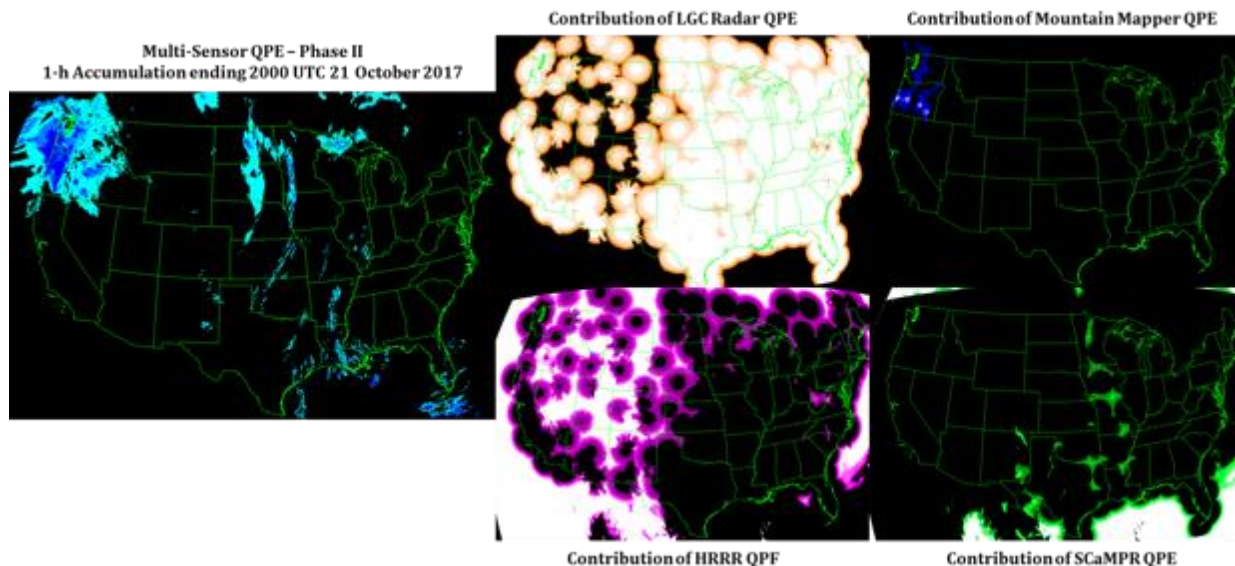 Multi-Sensor QPE – Phase II
1-h Accumulation ending 2000 UTC 21 October 2017
Contribution of LGC Radar QPE
Contribution of Mountain Mapper QPE
Contribution of HRRR QPF
Contribution of SCaMPR QPE